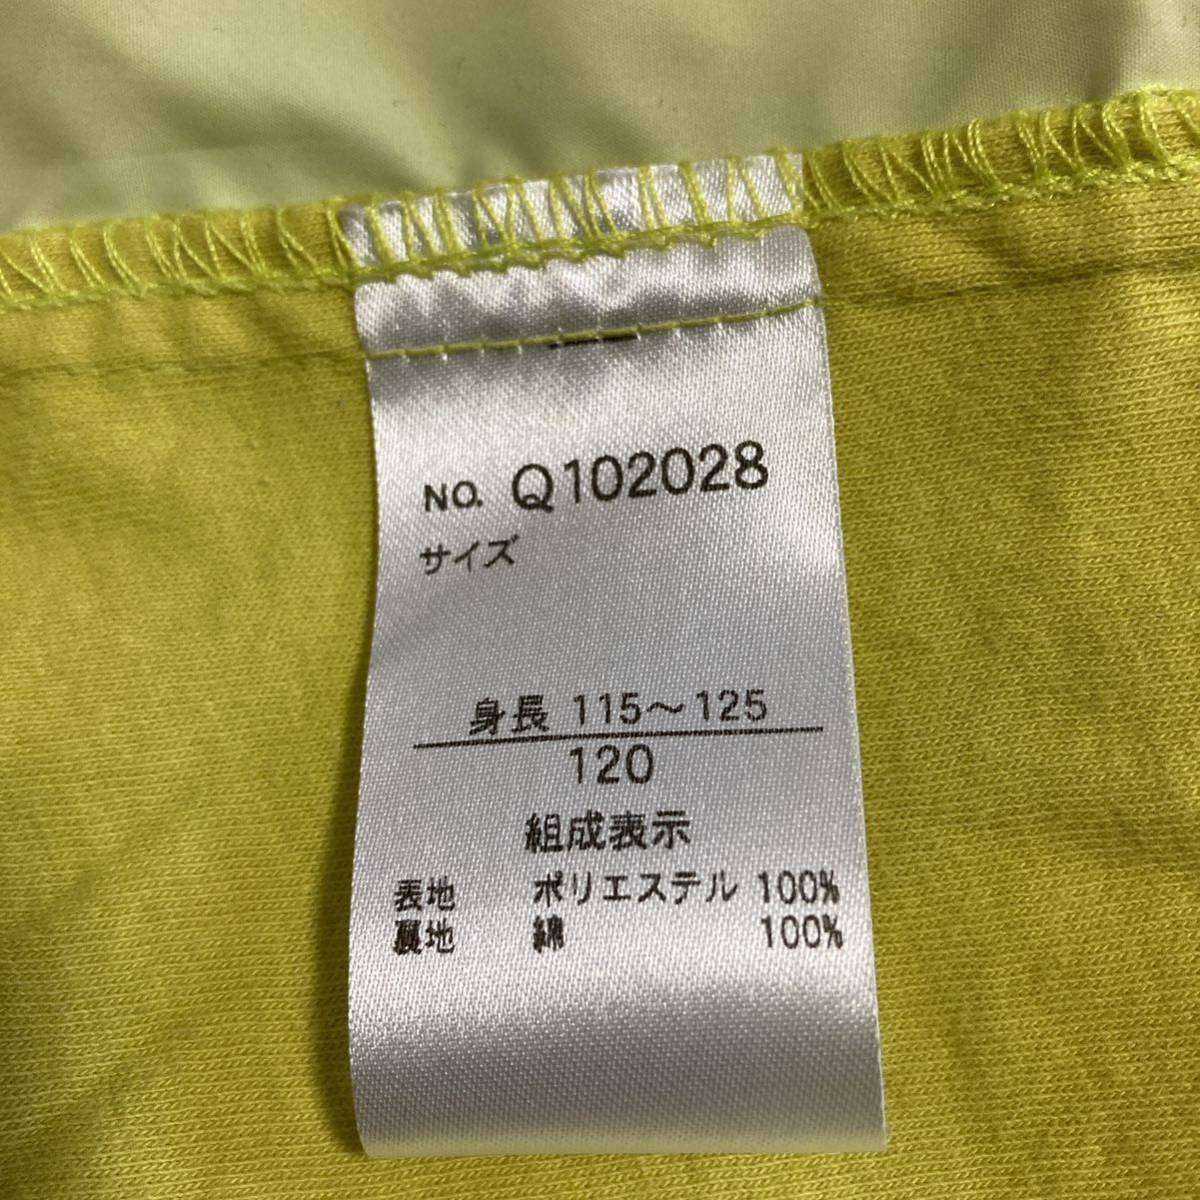 NO. Q102028
サイズ
身長 115～125
120
組成表示
表地 ポリエステル 100%
裏地 綿 100%